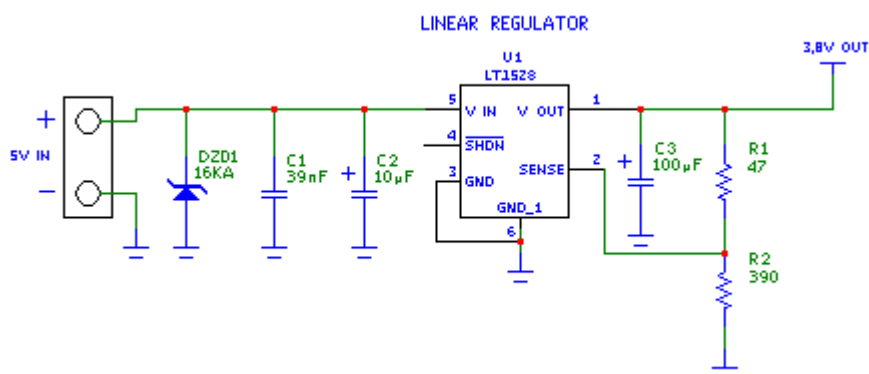 LINEAR REGULATOR
3,8V OUT
U1
LT1528
5 V IN
V OUT 1
+
5V IN
-
4 SHDN
3 GND
SENSE 2
GND_1
6
DZD1
16KA
C1
39nF
+ C2
10µF
+ C3
100µF
R1
47
R2
390